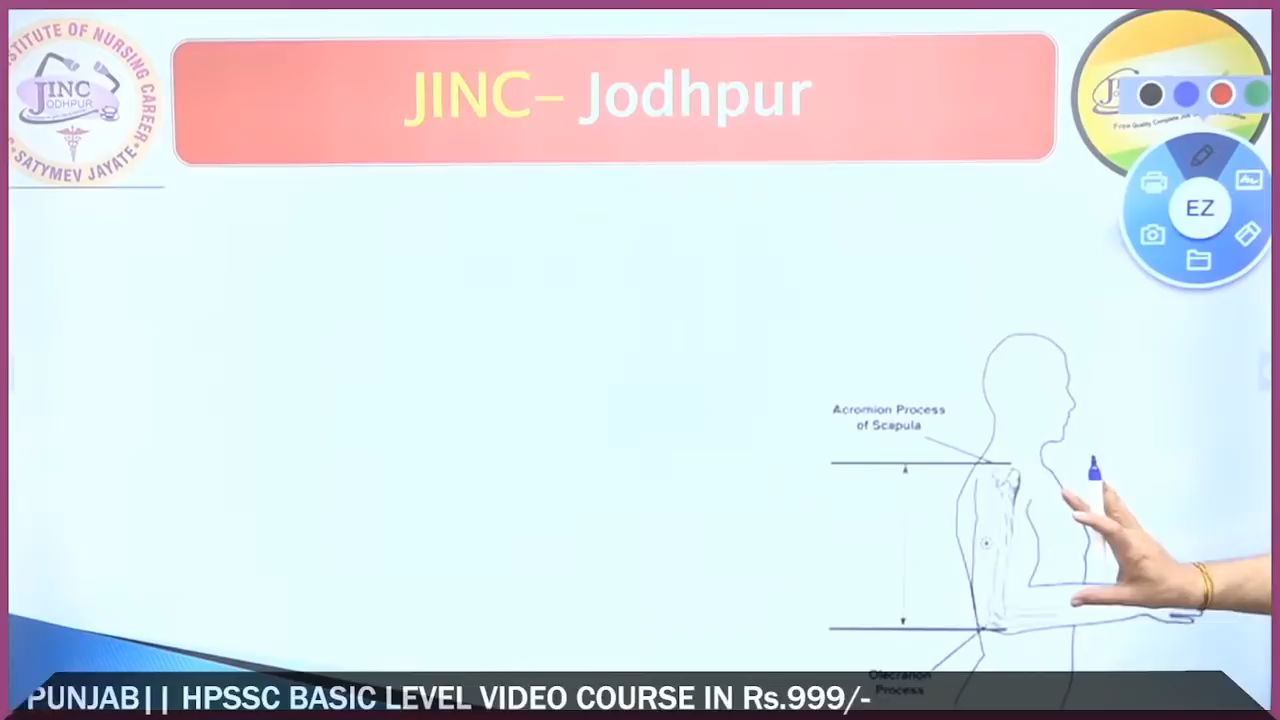 JINC– Jodhpur
STITUTE OF NURSING CAREER
JINC
JODHPUR
SATYMEV JAYATE
EZ
Acromion Process
of Scapula
Olecranon
Process
PUNJAB|| HPSSC BASIC LEVEL VIDEO COURSE IN Rs.999/-